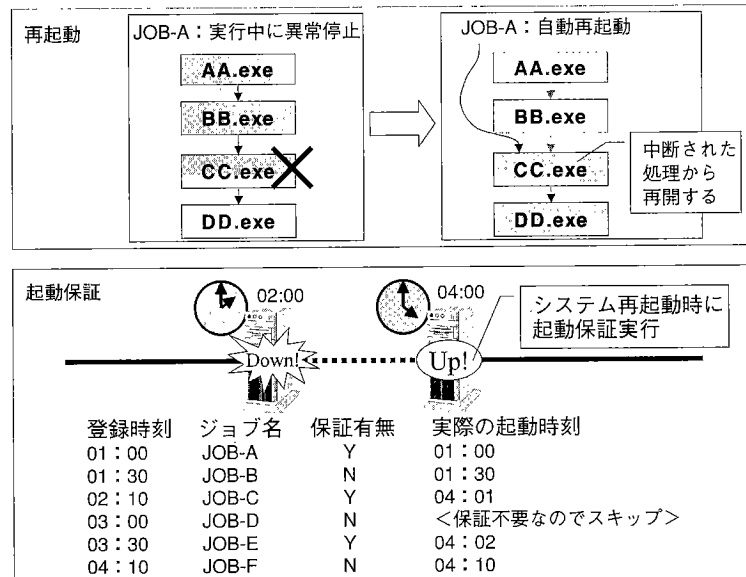 再起動
JOB-A：実行中に異常停止
AA.exe
BB.exe
CC.exe
DD.exe
JOB-A：自動再起動
AA.exe
BB.exe
CC.exe
DD.exe
中断された
処理から
再開する
起動保証
02:00
04:00
Down!
Up!
システム再起動時に
起動保証実行
登録時刻 ジョブ名 保証有無 実際の起動時刻
01：00 JOB-A Y 01：00
01：30 JOB-B N 01：30
02：10 JOB-C Y 04：01
03：00 JOB-D N ＜保証不要なのでスキップ＞
03：30 JOB-E Y 04：02
04：10 JOB-F N 04：10